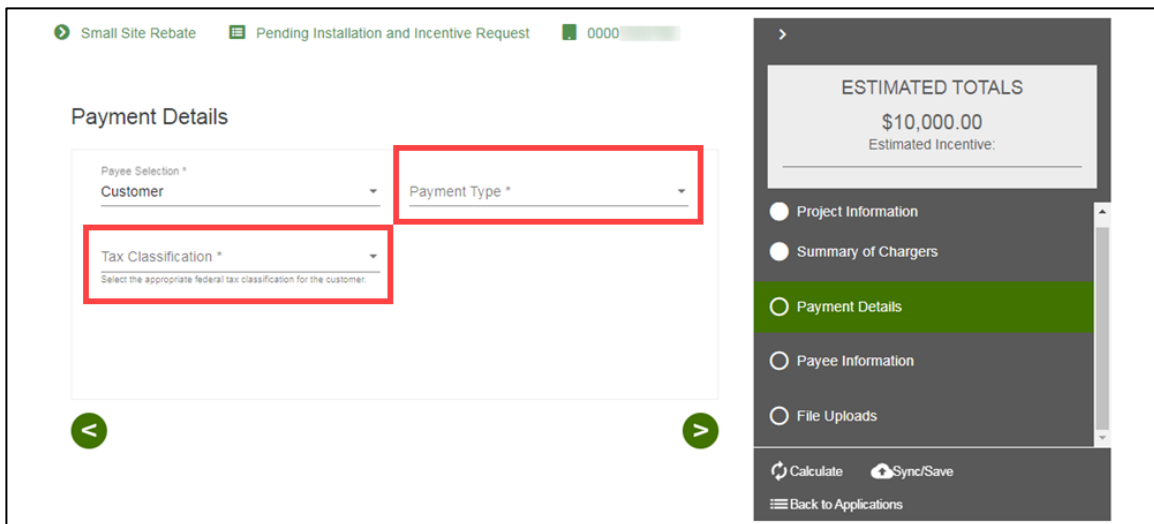 Small Site Rebate Pending Installation and Incentive Request 0000
Payment Details
Payee Selection *
Customer
Payment Type *
Tax Classification *
Select the appropriate federal tax classification for the customer.
<
>
>
ESTIMATED TOTALS
$10,000.00
Estimated Incentive:
Project Information
Summary of Chargers
Payment Details
Payee Information
File Uploads
Calculate Sync/Save
Back to Applications